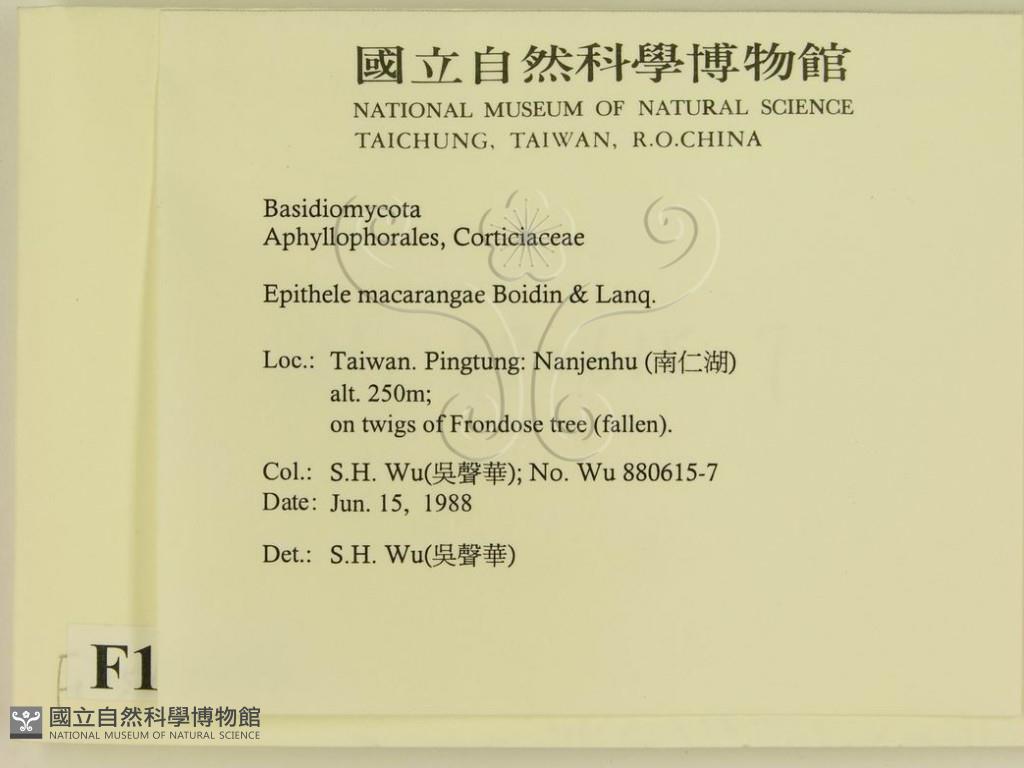 國立自然科學博物館
NATIONAL MUSEUM OF NATURAL SCIENCE
TAICHUNG, TAIWAN, R.O.CHINA
Basidiomycota
Aphyllophorales, Corticiaceae
Epithele macarangae Boidin & Lanq.
Loc.: Taiwan. Pingtung: Nanjenhu (南仁湖)
alt. 250m;
on twigs of Frondose tree (fallen).
Col.: S.H. Wu(吳聲華); No. Wu 880615-7
Date: Jun. 15, 1988
Det.: S.H. Wu(吳聲華)
F1
國立自然科學博物館
NATIONAL MUSEUM OF NATURAL SCIENCE